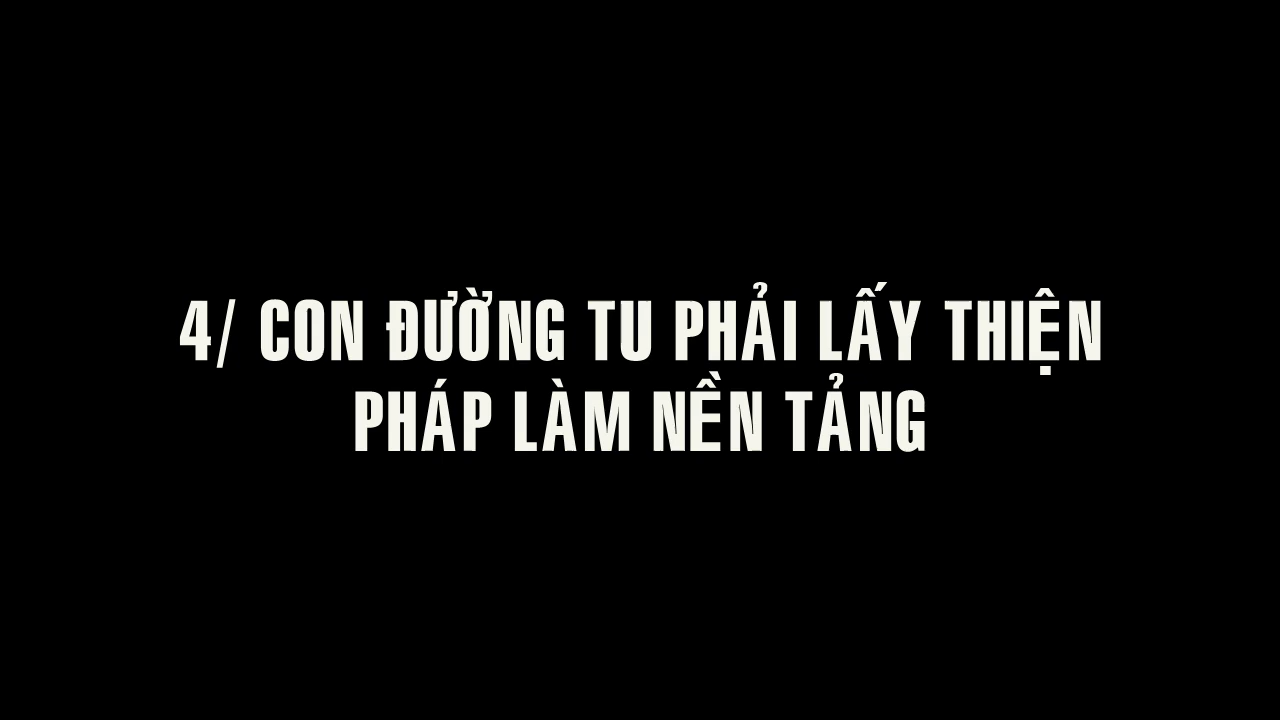 4/ CON ĐƯỜNG TU PHẢI LẤY THIỆN
PHÁP LÀM NỀN TẢNG